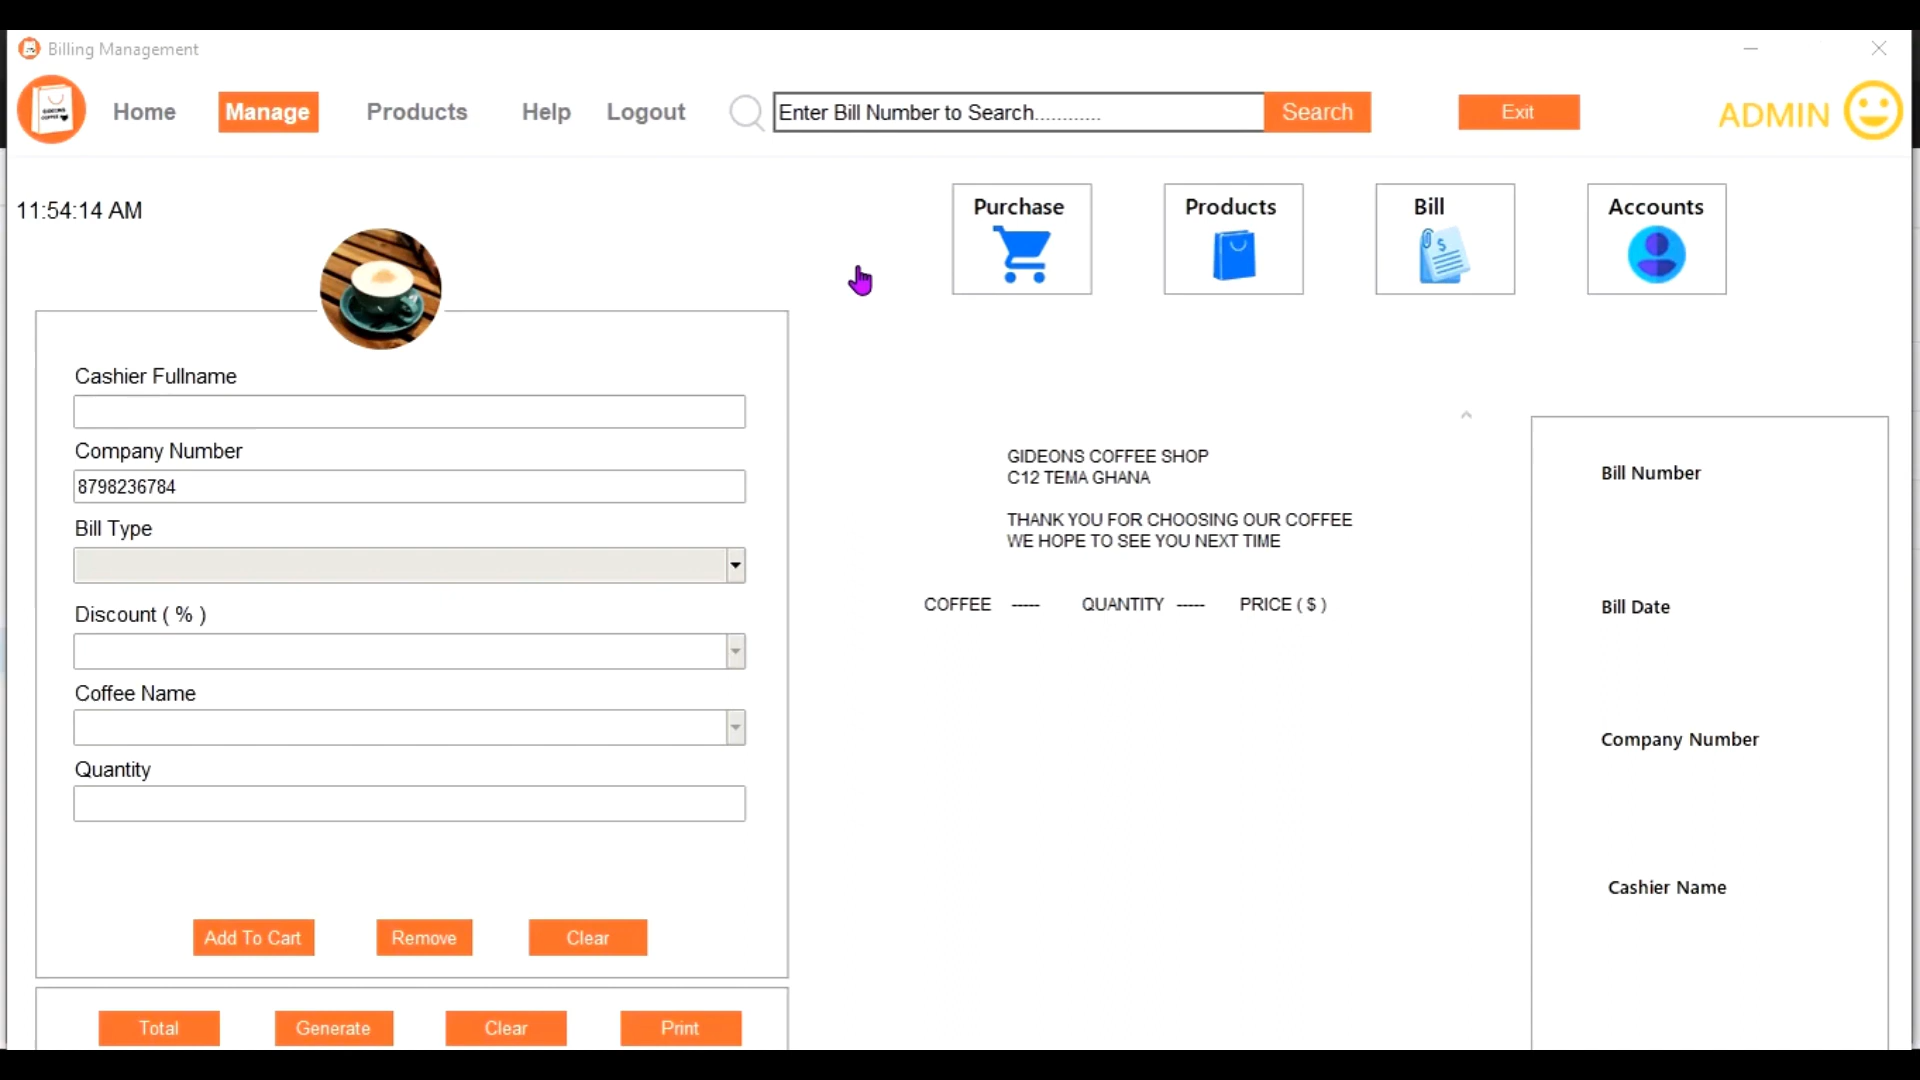 Billing Management
GIDEONS
COFFEE
Home
Manage
Products
Help
Logout
Enter Bill Number to Search............
Search
Exit
ADMIN
11:54:14 AM
Purchase
Products
Bill
Accounts
Cashier Fullname
Company Number
8798236784
Bill Type
Discount ( % )
Coffee Name
Quantity
Add To Cart
Remove
Clear
Total
Generate
Clear
Print
GIDEONS COFFEE SHOP
C12 TEMA GHANA
THANK YOU FOR CHOOSING OUR COFFEE
WE HOPE TO SEE YOU NEXT TIME
COFFEE ----- QUANTITY ----- PRICE ( $ )
Bill Number
Bill Date
Company Number
Cashier Name